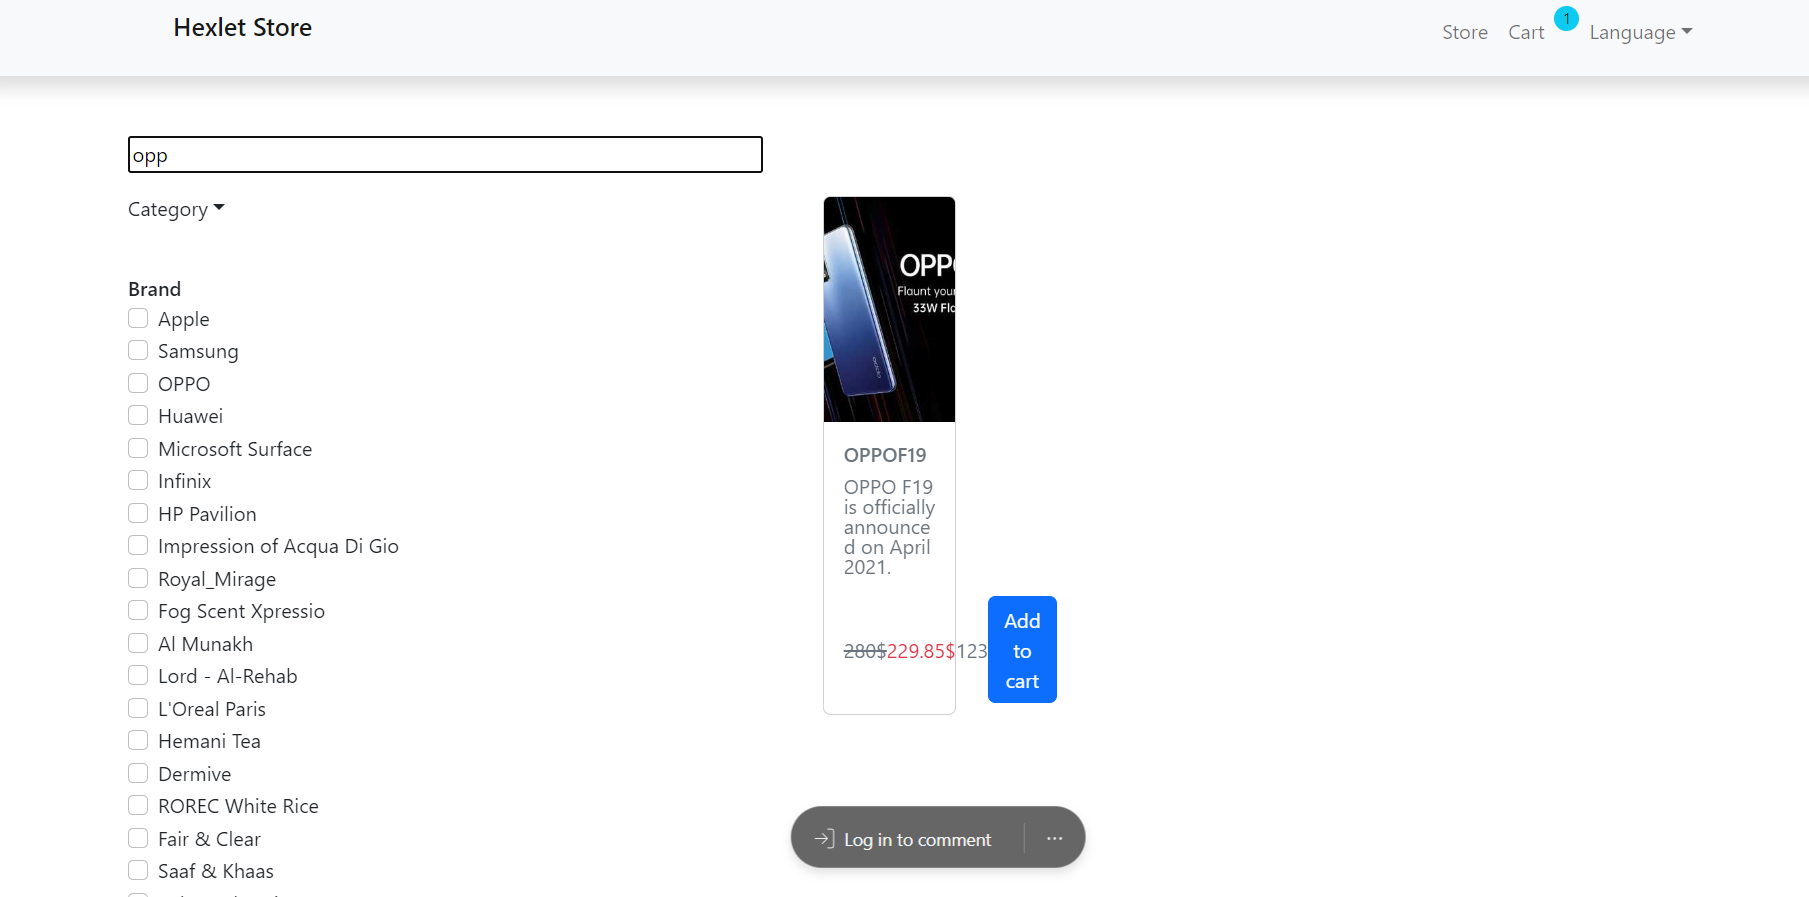 Hexlet Store
Store Cart 1 Language
opp
Category
Brand
Apple
Samsung
OPPO
Huawei
Microsoft Surface
Infinix
HP Pavilion
Impression of Acqua Di Gio
Royal_Mirage
Fog Scent Xpressio
Al Munakh
Lord - Al-Rehab
L'Oreal Paris
Hemani Tea
Dermive
ROREC White Rice
Fair & Clear
Saaf & Khaas
OPP
Flaunt your
33W
OPPOF19
OPPO F19
is officially
announce
d on April
2021.
280$229.85$123
Add
to
cart
Log in to comment